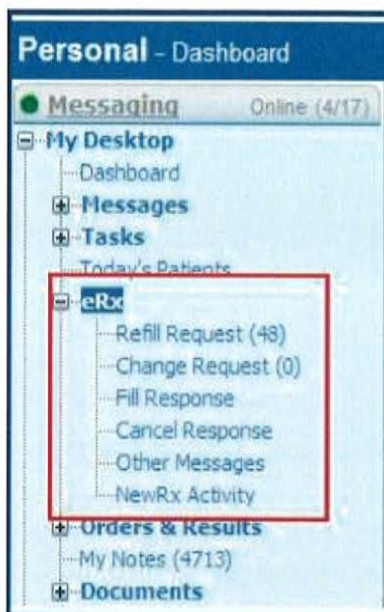 Personal - Dashboard
Messaging Online (4/17)
My Desktop
Dashboard
Messages
Tasks
Today's Patients
eRx
Refill Request (48)
Change Request (0)
Fill Response
Cancel Response
Other Messages
NewRx Activity
Orders & Results
My Notes (4713)
Documents